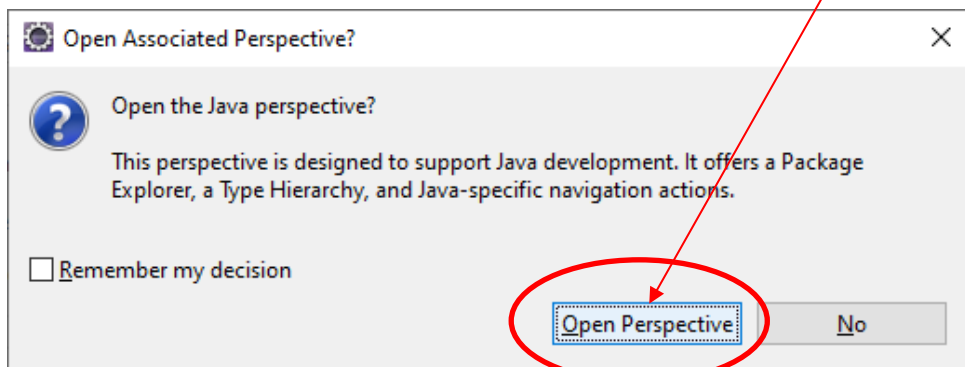 Open Associated Perspective?
Open the Java perspective?
This perspective is designed to support Java development. It offers a Package
Explorer, a Type Hierarchy, and Java-specific navigation actions.
Remember my decision
Open Perspective
No